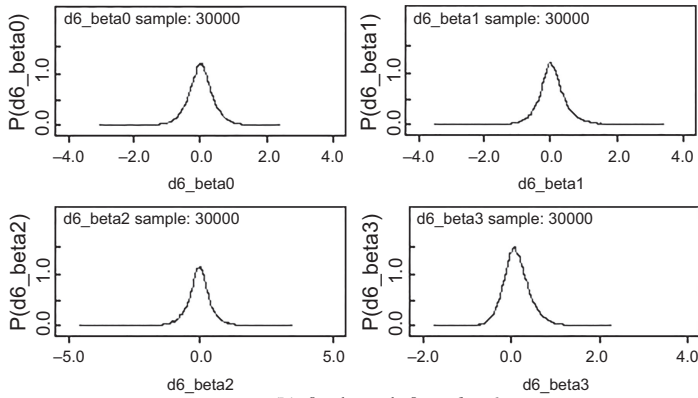 d6_beta0 sample: 30000
P(d6_beta0)
1.0
0.0
−4.0 −2.0 0.0 2.0 4.0
d6_beta0
d6_beta1 sample: 30000
P(d6_beta1)
1.0
0.0
−4.0 −2.0 0.0 2.0 4.0
d6_beta1
d6_beta2 sample: 30000
P(d6_beta2)
1.0
0.0
−5.0 0.0 5.0
d6_beta2
d6_beta3 sample: 30000
P(d6_beta3)
1.0
0.0
−2.0 0.0 2.0 4.0
d6_beta3